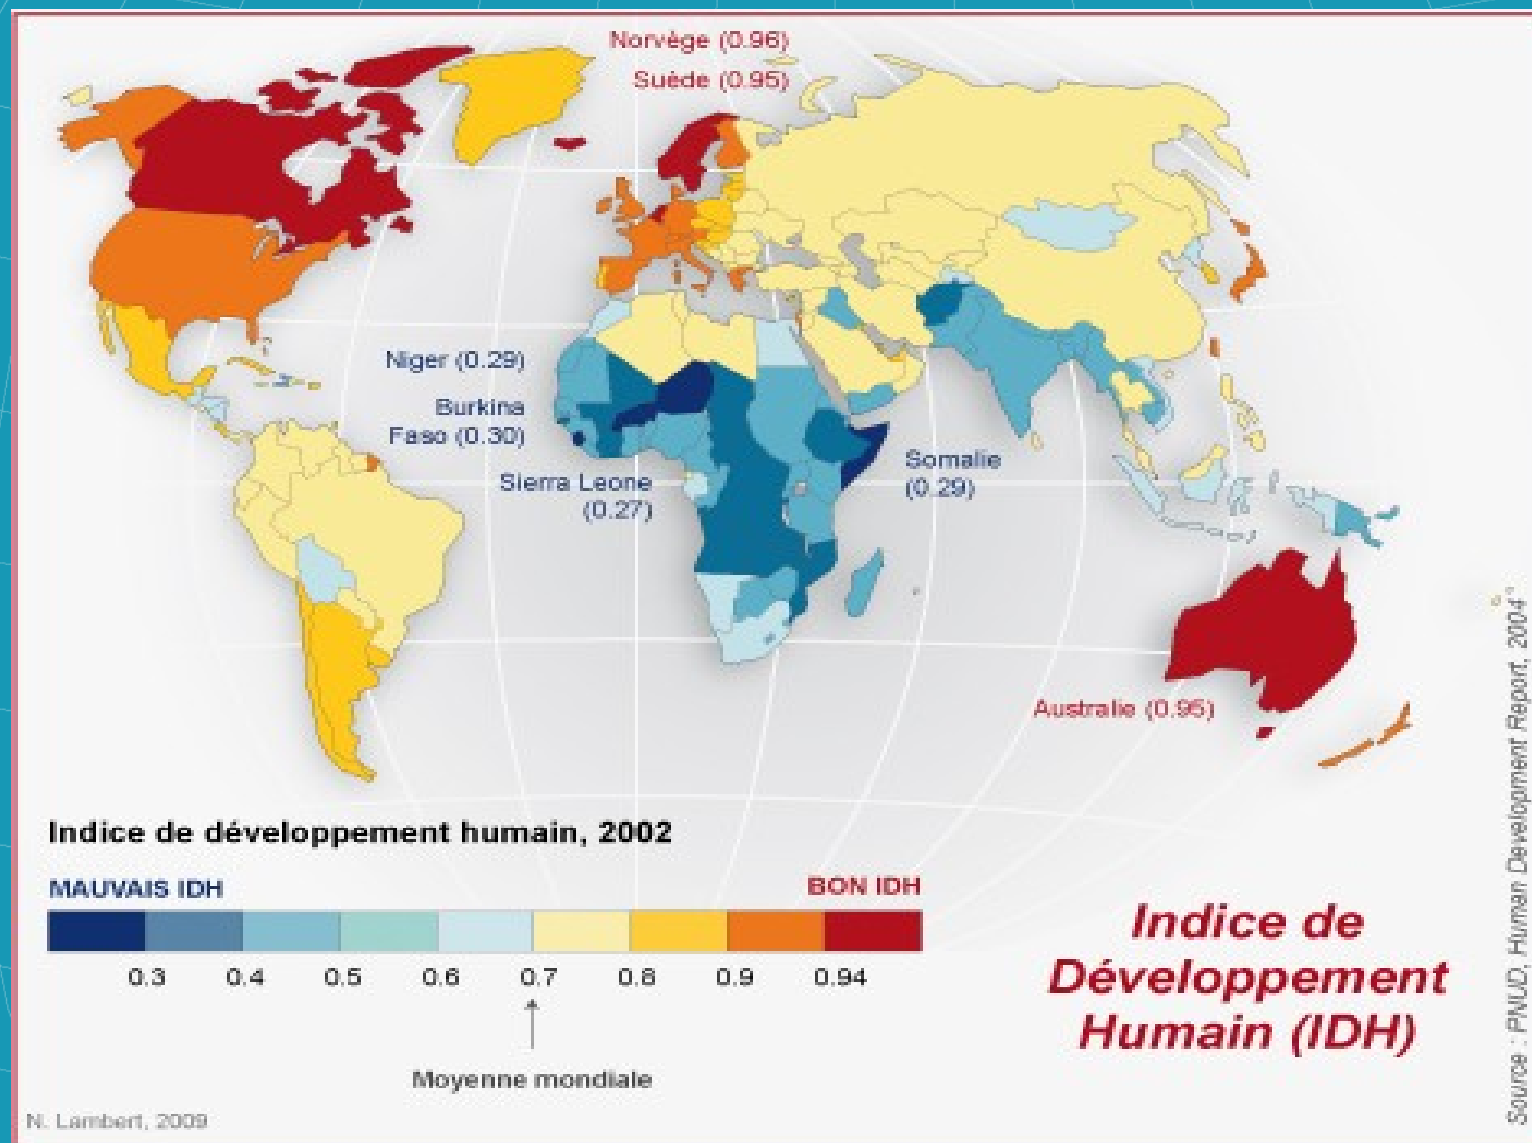 Norvège (0.96)
Suède (0.95)
Niger (0.29)
Burkina
Faso (0.30)
Sierra Leone
(0.27)
Somalie
(0.29)
Australie (0.95)
Indice de développement humain, 2002
MAUVAIS IDH
BON IDH
0.3 0.4 0.5 0.6 0.7 0.8 0.9 0.94
Moyenne mondiale
Indice de
Développement
Humain (IDH)
N. Lambert, 2009
Source : PNUD, Human Development Report, 2004"